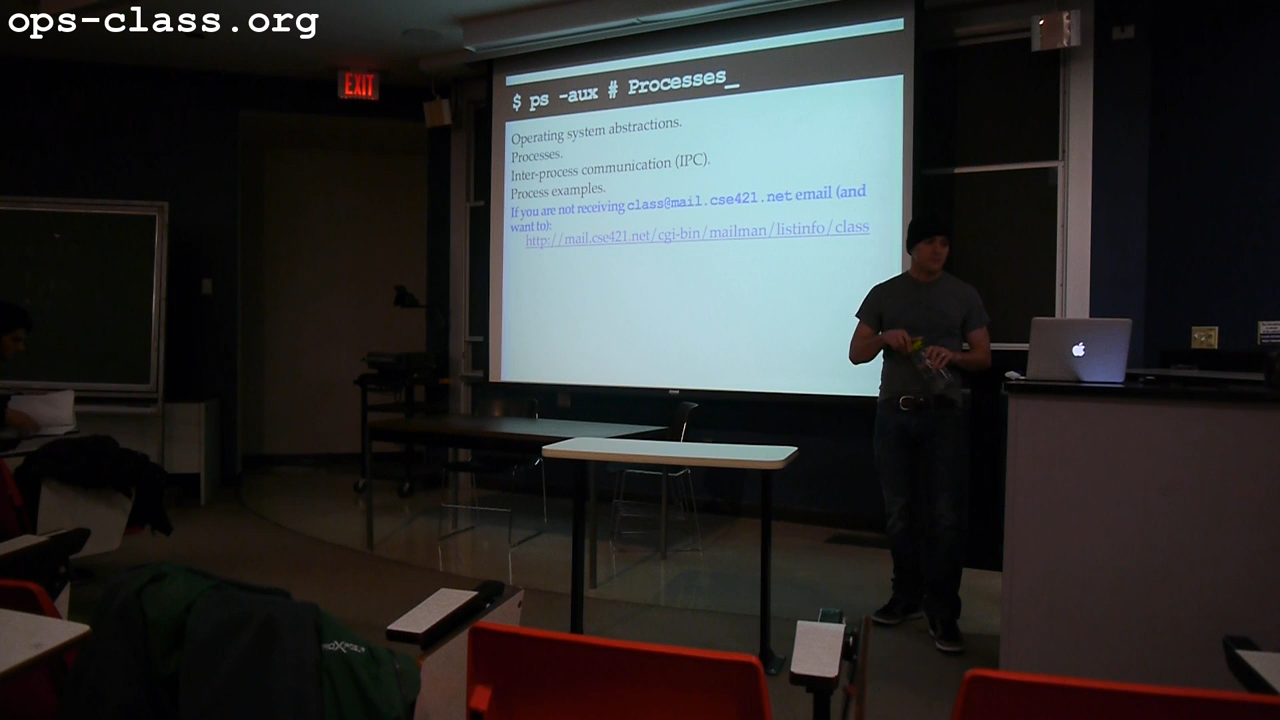 ops-class.org
EXIT
$ ps -aux # Processes_
Operating system abstractions.
Processes.
Inter-process communication (IPC).
Process examples.
If you are not receiving class@mail.cse421.net email (and
want to):
http://mail.cse421.net/cgi-bin/mailman/listinfo/class